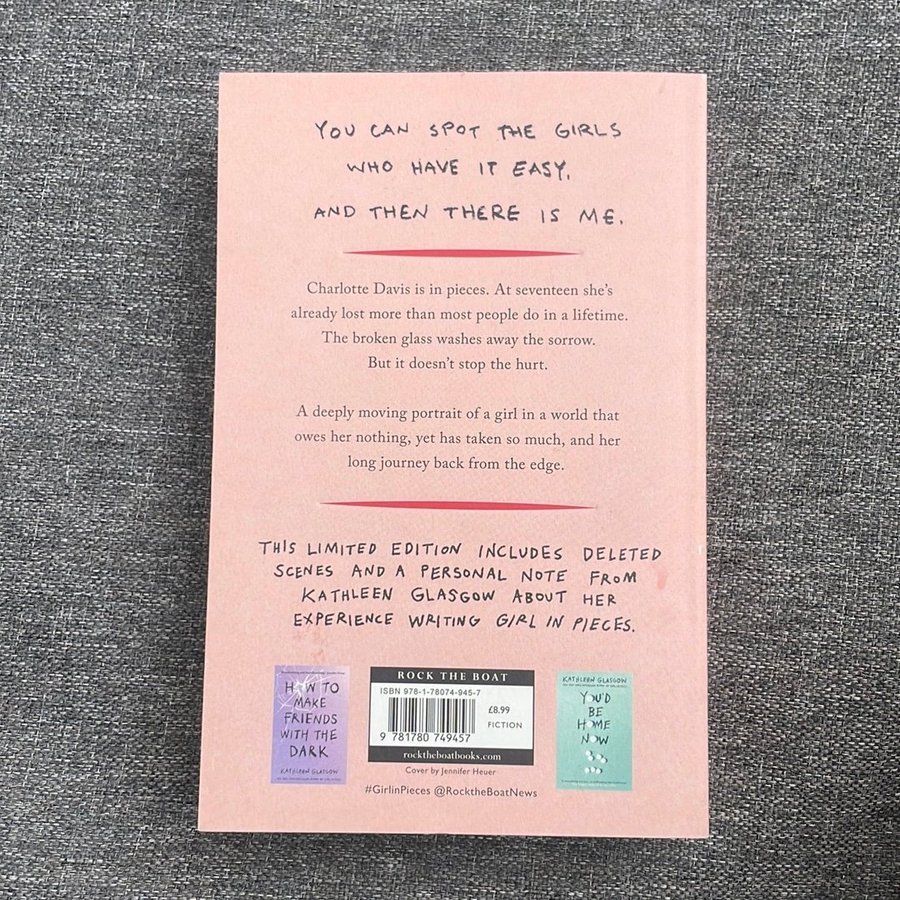 YOU CAN SPOT THE GIRLS
WHO HAVE IT EASY.
AND THEN THERE IS ME.
Charlotte Davis is in pieces. At seventeen she's
already lost more than most people do in a lifetime.
The broken glass washes away the sorrow.
But it doesn't stop the hurt.
A deeply moving portrait of a girl in a world that
owes her nothing, yet has taken so much, and her
long journey back from the edge.
THIS LIMITED EDITION INCLUDES DELETED
SCENES AND A PERSONAL NOTE FROM
KATHLEEN GLASGOW ABOUT HER
EXPERIENCE WRITING GIRL IN PIECES.
HOW TO
MAKE
FRIENDS
WITH THE
DARK
KATHLEEN GLASGOW
ROCK THE BOAT
ISBN 978-1-78074-945-7
£8.99
FICTION
9 781780 749457
rocktheboatbooks.com
Cover by Jennifer Heuer
#GirlinPieces @RocktheBoatNews
KATHLEEN GLASGOW
YOU'D
BE
HOME
NOW